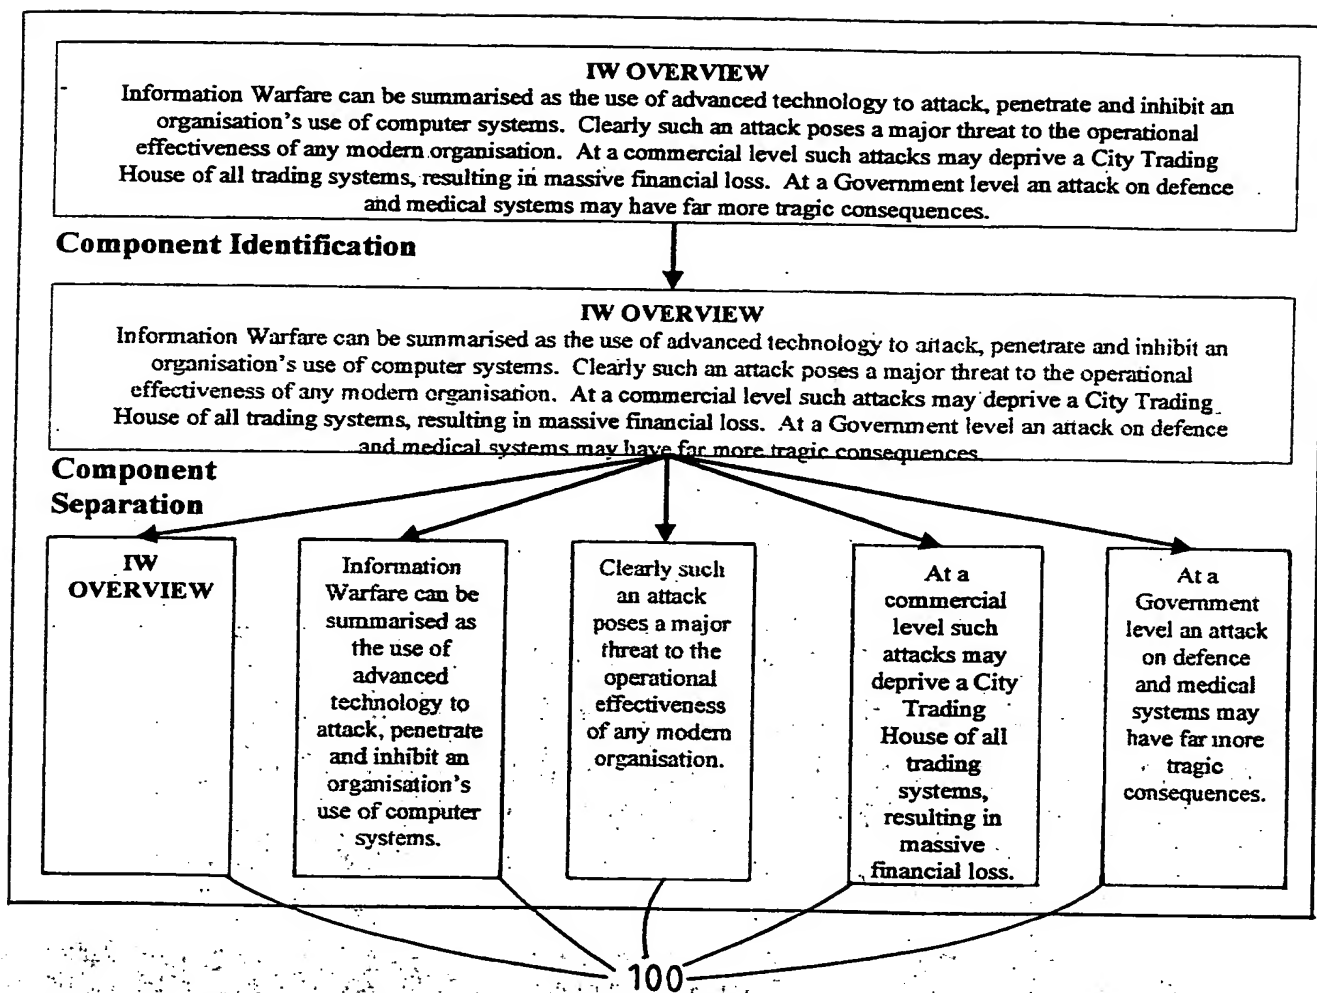 IW OVERVIEW
Information Warfare can be summarised as the use of advanced technology to attack, penetrate and inhibit an
organisation's use of computer systems. Clearly such an attack poses a major threat to the operational
effectiveness of any modern organisation. At a commercial level such attacks may deprive a City Trading
House of all trading systems, resulting in massive financial loss. At a Government level an attack on defence
and medical systems may have far more tragic consequences.
Component Identification
IW OVERVIEW
Information Warfare can be summarised as the use of advanced technology to attack, penetrate and inhibit an
organisation's use of computer systems. Clearly such an attack poses a major threat to the operational
effectiveness of any modern organisation. At a commercial level such attacks may deprive a City Trading
House of all trading systems, resulting in massive financial loss. At a Government level an attack on defence
and medical systems may have far more tragic consequences.
Component
Separation
IW
OVERVIEW
Information
Warfare can be
summarised as
the use of
advanced
technology to
attack, penetrate
and inhibit an
organisation's
use of computer
systems.
Clearly such
an attack
poses a major
threat to the
operational
effectiveness
of any modern
organisation.
At a
commercial
level such
attacks may
deprive a City
Trading
House of all
trading
systems,
resulting in
massive
financial loss.
At a
Government
level an attack
on defence
and medical
systems may
have far more
tragic
consequences.
100